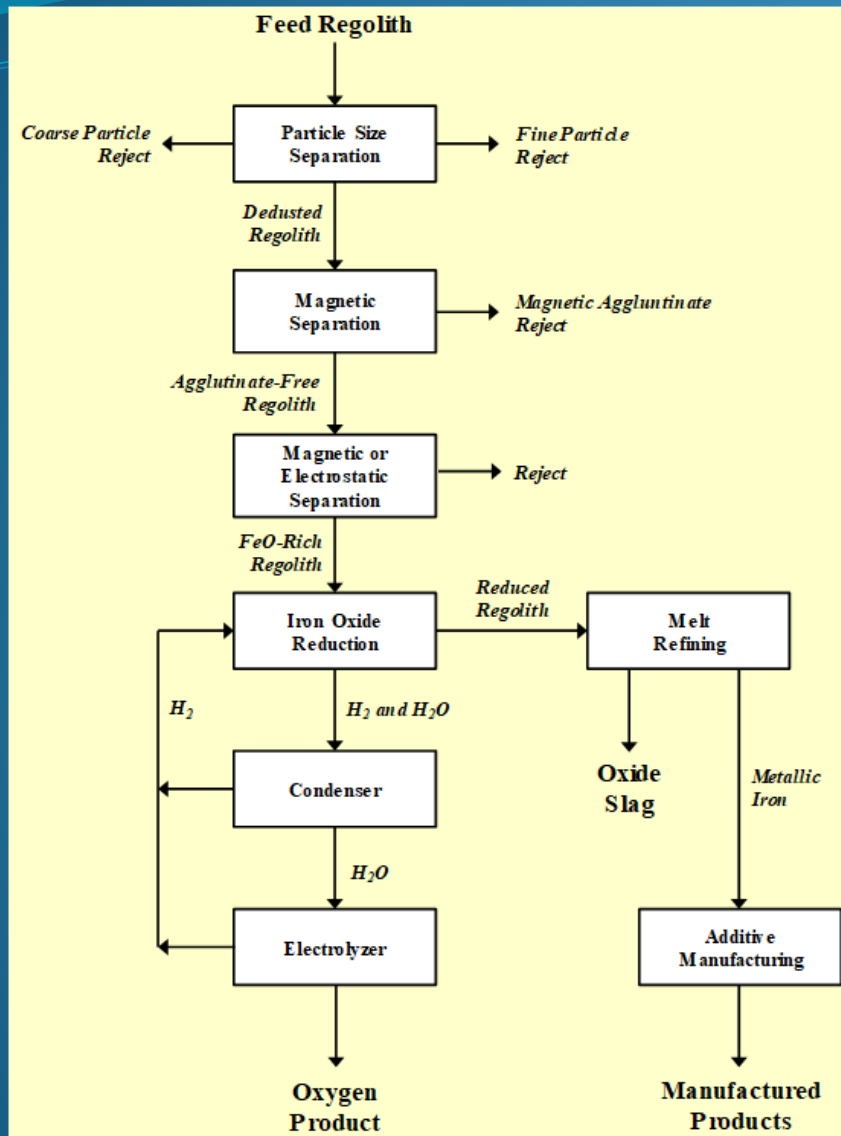 Feed Regolith
Coarse Particle
Reject
Particle Size
Separation
Fine Particle
Reject
Dedusted
Regolith
Magnetic
Separation
Magnetic Aggluntinate
Reject
Agglutinate-Free
Regolith
Magnetic or
Electrostatic
Separation
Reject
FeO-Rich
Regolith
Iron Oxide
Reduction
Reduced
Regolith
Melt
Refining
H₂
H₂ and H₂O
Condenser
Oxide
Slag
Metallic
Iron
H₂O
Electrolyzer
Additive
Manufacturing
Oxygen
Product
Manufactured
Products